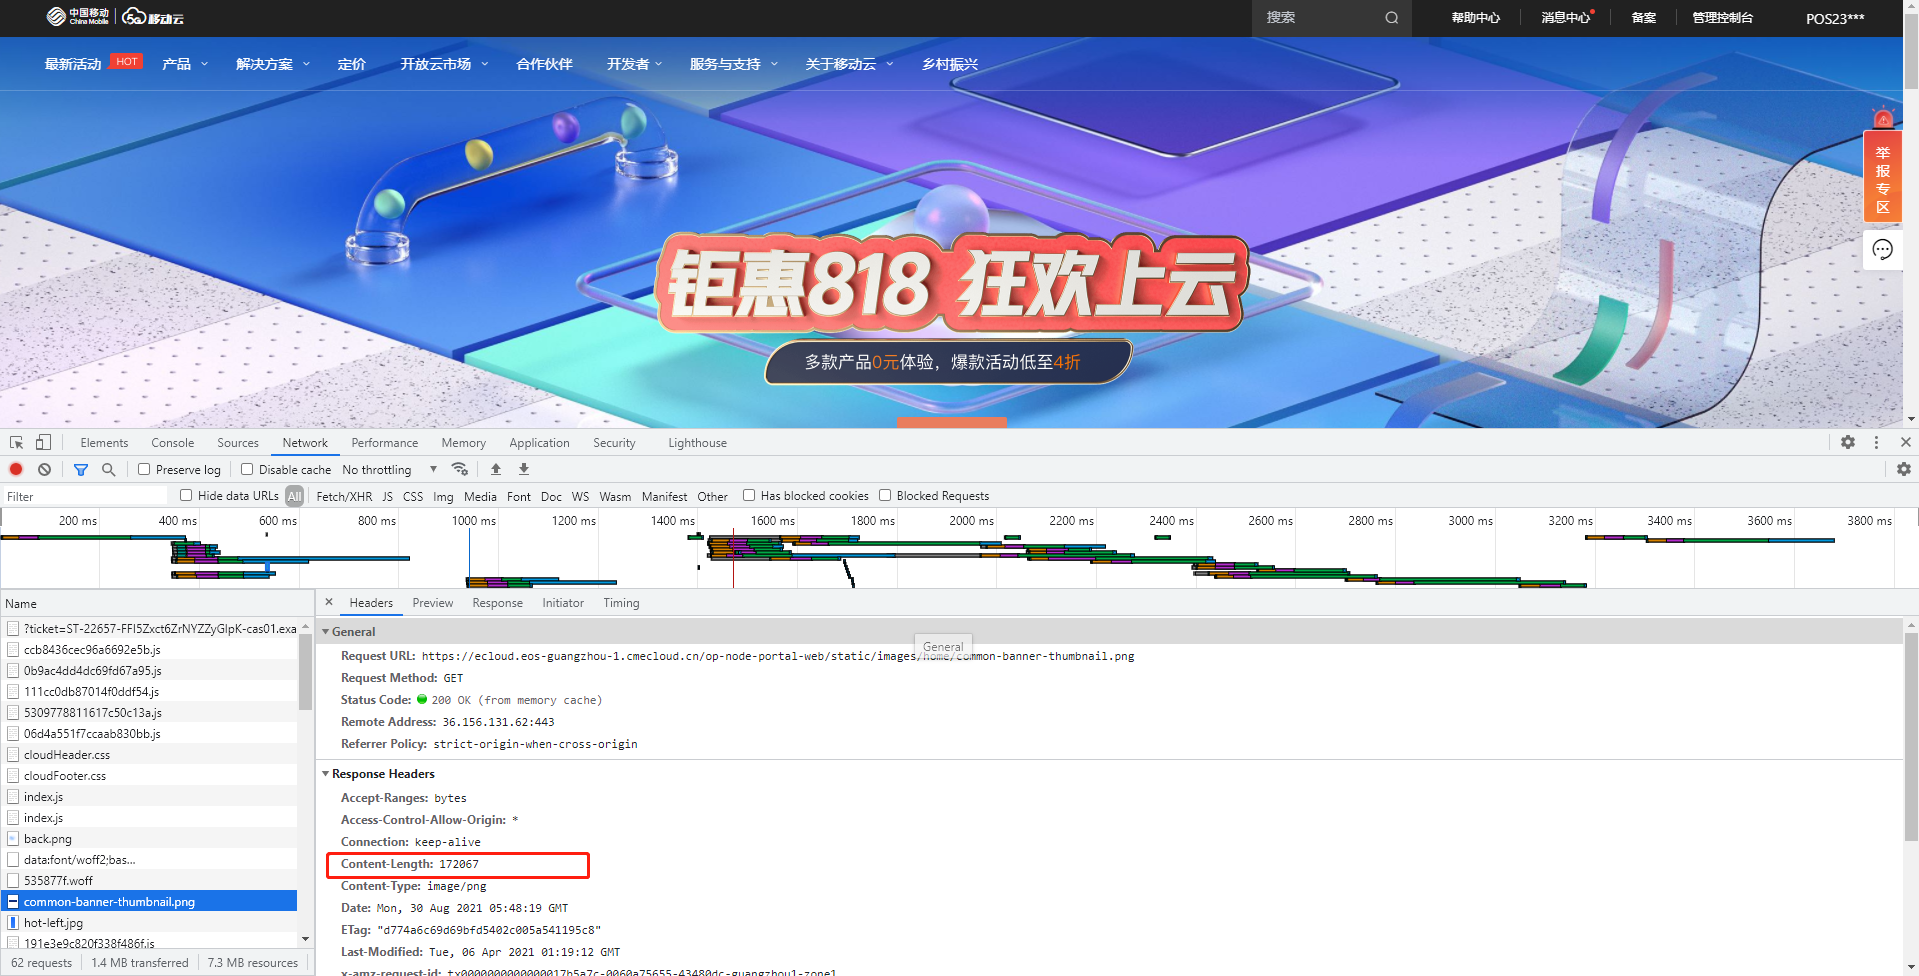 中国移动 China Mobile 5G 移动云 搜索 帮助中心 消息中心 备案 管理控制台 POS23***
最新活动 HOT 产品 解决方案 定价 开放云市场 合作伙伴 开发者 服务与支持 关于移动云 乡村振兴
举报专区
钜惠818 狂欢上云
多款产品0元体验，爆款活动低至4折
Elements Console Sources Network Performance Memory Application Security Lighthouse
Preserve log Disable cache No throttling
Filter Hide data URLs All Fetch/XHR JS CSS Img Media Font Doc WS Wasm Manifest Other Has blocked cookies Blocked Requests
200 ms 400 ms 600 ms 800 ms 1000 ms 1200 ms 1400 ms 1600 ms 1800 ms 2000 ms 2200 ms 2400 ms 2600 ms 2800 ms 3000 ms 3200 ms 3400 ms 3600 ms 3800 ms
Name
?ticket=ST-22657-FFI5Zxct6ZrNYZZyGlpK-cas01.exa
ccb8436cec96a6692e5b.js
0b9ac4dd4dc69fd67a95.js
111cc0db87014f0ddf54.js
5309778811617c50c13a.js
06d4a551f7ccaab830bb.js
cloudHeader.css
cloudFooter.css
index.js
index.js
back.png
data:font/woff2;bas...
535877f.woff
common-banner-thumbnail.png
hot-left.jpg
191e3e9c820f338f486f.js
62 requests 1.4 MB transferred 7.3 MB resources
Headers Preview Response Initiator Timing
General
General
Request URL: https://ecloud.eos-guangzhou-1.cmecloud.cn/op-node-portal-web/static/images/home/common-banner-thumbnail.png
Request Method: GET
Status Code: 200 OK (from memory cache)
Remote Address: 36.156.131.62:443
Referrer Policy: strict-origin-when-cross-origin
Response Headers
Accept-Ranges: bytes
Access-Control-Allow-Origin: *
Connection: keep-alive
Content-Length: 172067
Content-Type: image/png
Date: Mon, 30 Aug 2021 05:48:19 GMT
ETag: "d774a6c69d69bfd5402c005a541195c8"
Last-Modified: Tue, 06 Apr 2021 01:19:12 GMT
x-amz-request-id: tx0000000000000017b5a7c-0060a75655-43480dc-guangzhou1-zone1